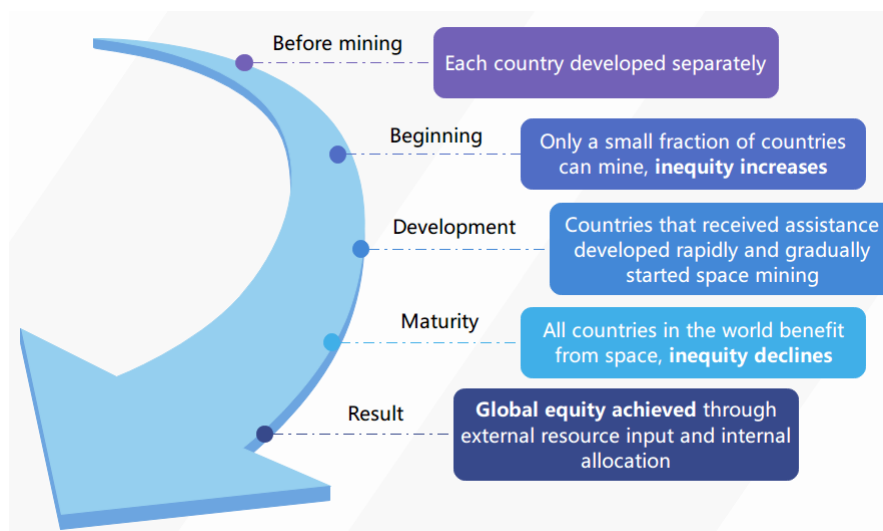 Before mining
Each country developed separately
Beginning
Only a small fraction of countries
can mine, inequity increases
Development
Countries that received assistance
developed rapidly and gradually
started space mining
Maturity
All countries in the world benefit
from space, inequity declines
Result
Global equity achieved through
external resource input and internal
allocation